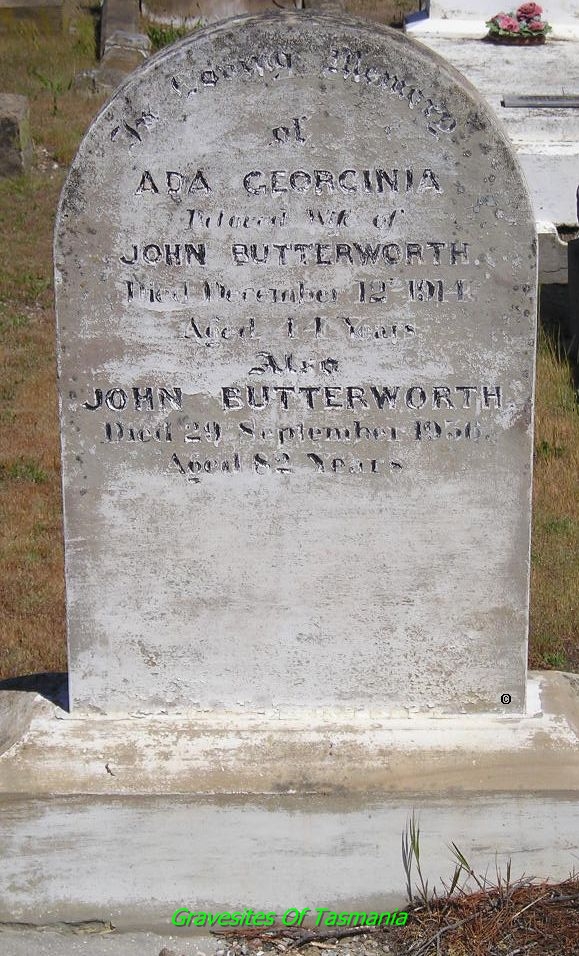 In Loving Memory
of
ADA GEORGINIA
Beloved Wife of
JOHN BUTTERWORTH
Died December 12th 1914
Aged 44 Years
Also
JOHN BUTTERWORTH
Died 29 September 1956.
Aged 82 Years
©
Gravesites Of Tasmania